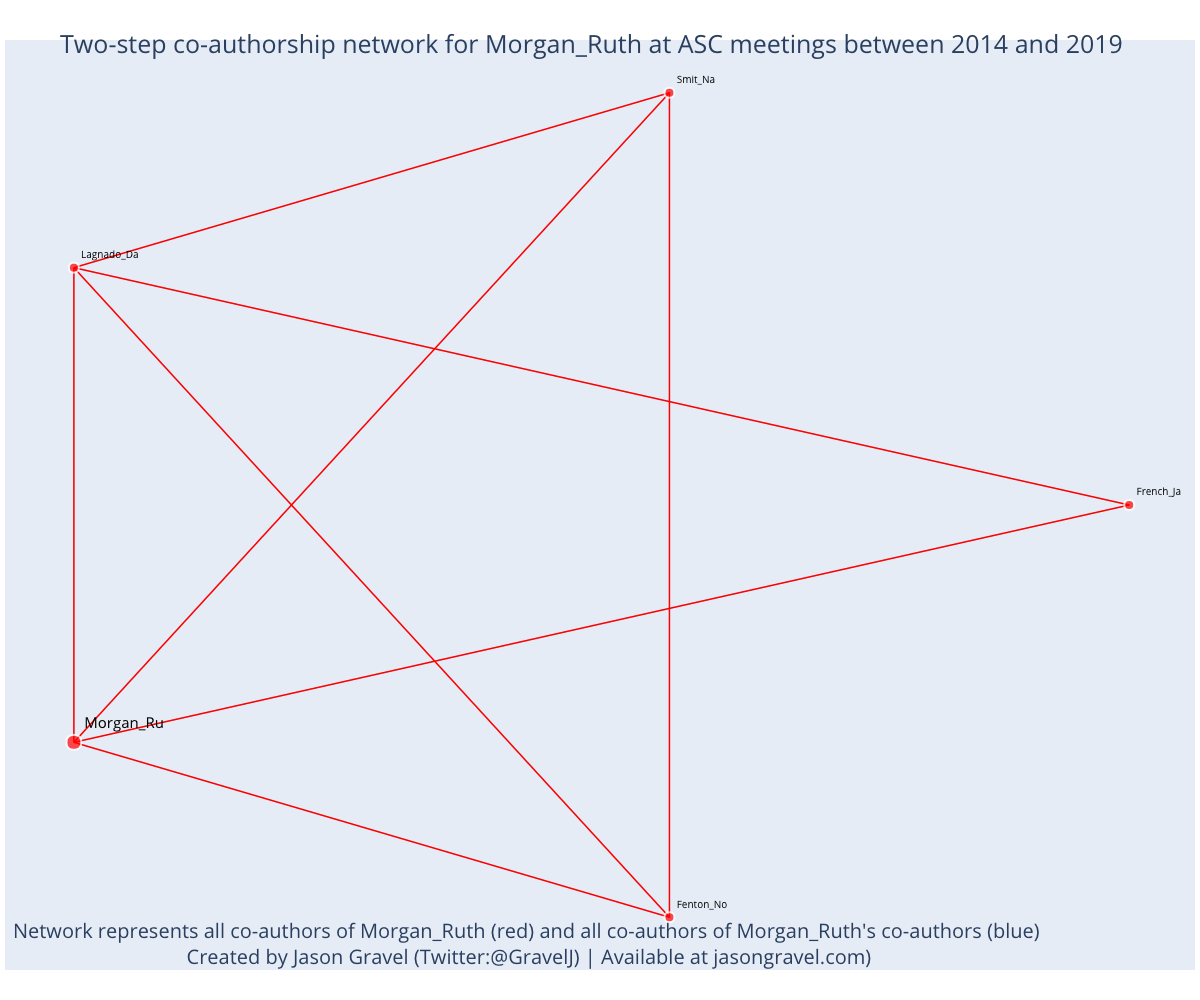 Two-step co-authorship network for Morgan_Ruth at ASC meetings between 2014 and 2019
Smit_Na
Lagnado_Da
French_Ja
Morgan_Ru
Fenton_No
Network represents all co-authors of Morgan_Ruth (red) and all co-authors of Morgan_Ruth's co-authors (blue)
Created by Jason Gravel (Twitter:@GravelJ) | Available at jasongravel.com)